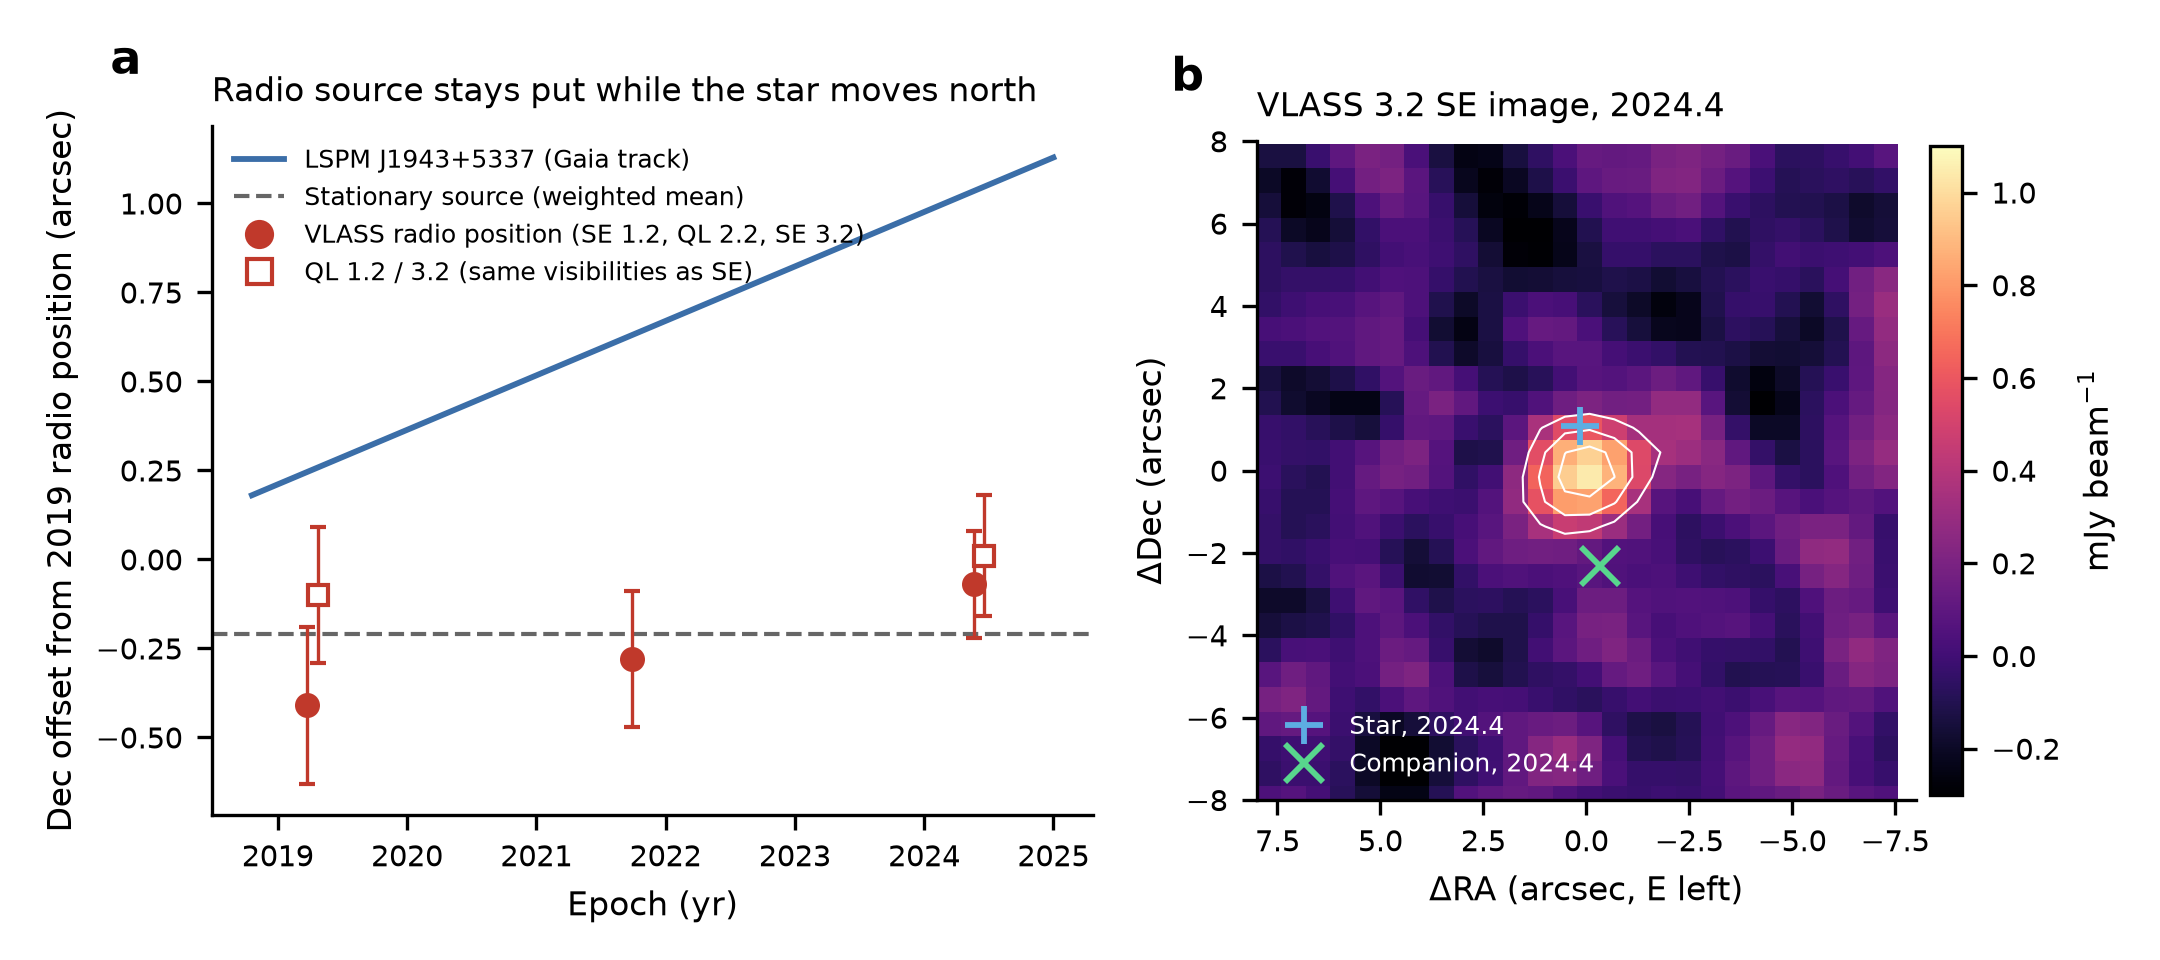 a
Radio source stays put while the star moves north
LSPM J1943+5337 (Gaia track)
Stationary source (weighted mean)
VLASS radio position (SE 1.2, QL 2.2, SE 3.2)
QL 1.2 / 3.2 (same visibilities as SE)
Dec offset from 2019 radio position (arcsec)
1.00
0.75
0.50
0.25
0.00
−0.25
−0.50
2019 2020 2021 2022 2023 2024 2025
Epoch (yr)
b
VLASS 3.2 SE image, 2024.4
ΔDec (arcsec)
8
6
4
2
0
−2
−4
−6
−8
Star, 2024.4
Companion, 2024.4
7.5 5.0 2.5 0.0 −2.5 −5.0 −7.5
ΔRA (arcsec, E left)
1.0
0.8
0.6
0.4
0.2
0.0
−0.2
mJy beam⁻¹